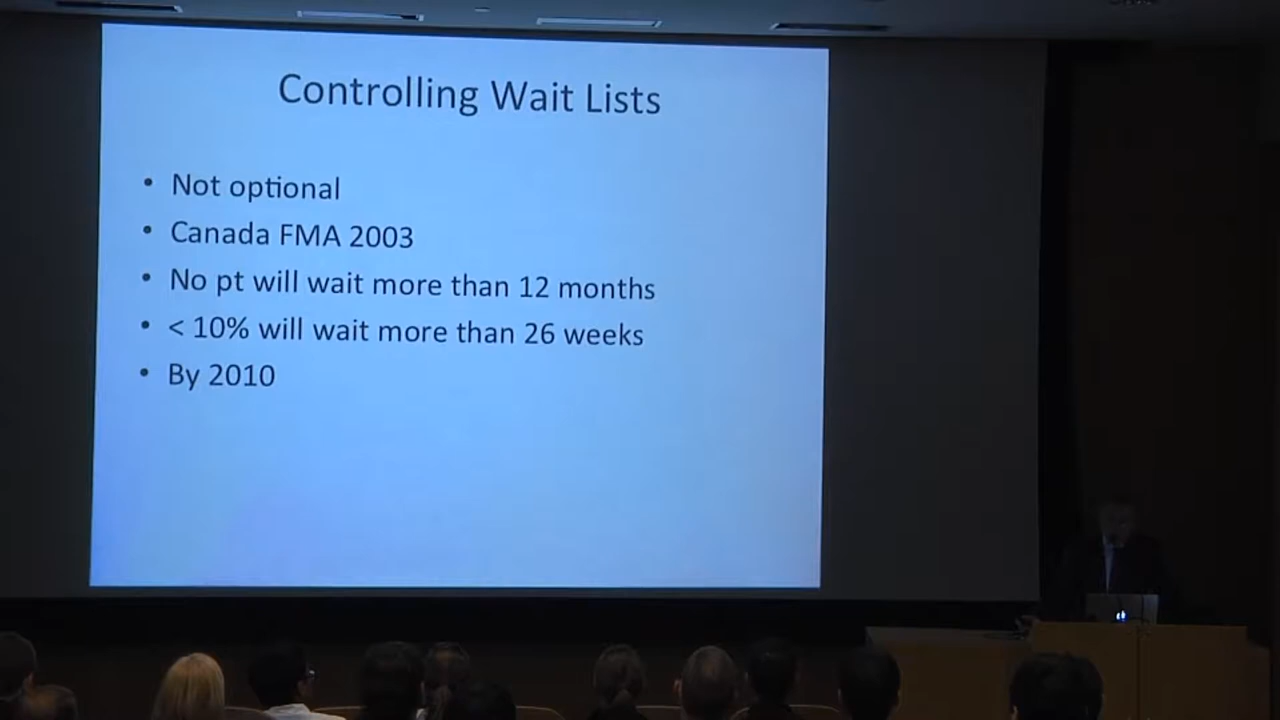 Controlling Wait Lists
• Not optional
• Canada FMA 2003
• No pt will wait more than 12 months
• < 10% will wait more than 26 weeks
• By 2010